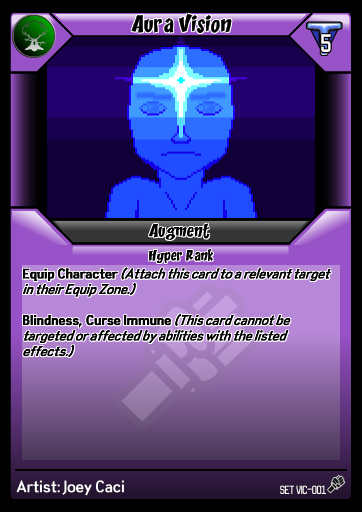 Aura Vision
5
Augment
Hyper Rank
Equip Character (Attach this card to a relevant target
in their Equip Zone.)
Blindness, Curse Immune (This card cannot be
targeted or affected by abilities with the listed
effects.)
Artist: Joey Caci
SET VIC-001